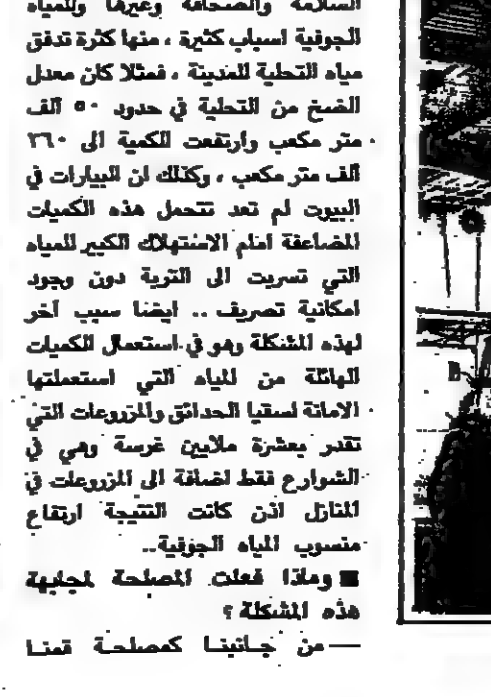 السلامة والصحافة وغيرها وللمياه
الجوفية اسباب كثيرة ، منها كثرة تدفق
مياه التحلية للمدينة ، فمثلا كان معدل
الضخ من التحلية في حدود ٥٠ الف
متر مكعب وارتفعت الكمية الى ٣٦٠
الف متر مكعب ، وكذلك ان البيارات في
البيوت لم تعد تتحمل هذه الكميات
المضاعفة امام الاستهلاك الكبير للمياه
التي تسربت الى التربة دون وجود
امكانية تصريف .. ايضا سبب آخر
لهذه المشكلة وهو في استعمال الكميات
الهائلة من المياه التي استعملتها
الامانة لسقيا الحدائق والمزروعات التي
تقدر بعشرة ملايين غرسة وهي في
الشوارع فقط اضافة الى المزروعات في
المنازل اذن كانت النتيجة ارتفاع
منسوب المياه الجوفية..
■ وماذا فعلت المصلحة لمجابهة
هذه المشكلة ؟
— من جانبنا كمصلحة قمنا